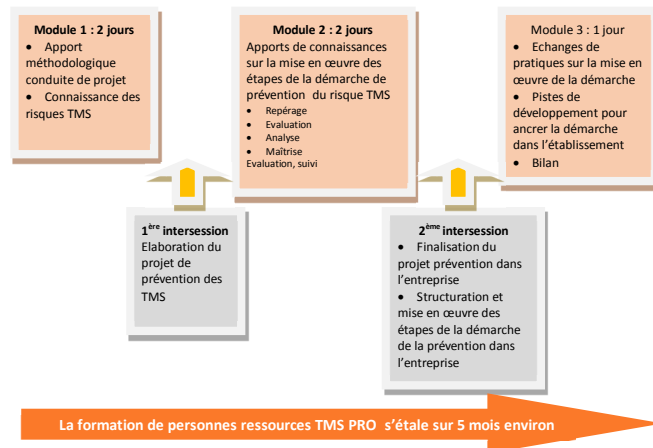 Module 1 : 2 jours
• Apport
méthodologique
conduite de projet
• Connaissance des
risques TMS
Module 2 : 2 jours
Apports de connaissances
sur la mise en œuvre des
étapes de la démarche de
prévention du risque TMS
• Repérage
• Evaluation
• Analyse
• Maîtrise
Evaluation, suivi
Module 3 : 1 jour
• Echanges de
pratiques sur la mise en
œuvre de la démarche
• Pistes de
développement pour
ancrer la démarche
dans l'établissement
• Bilan
1ère intersession
Elaboration du
projet de
prévention des
TMS
2ème intersession
• Finalisation du
projet prévention dans
l'entreprise
• Structuration et
mise en œuvre des
étapes de la démarche
de la prévention dans
l'entreprise
La formation de personnes ressources TMS PRO s'étale sur 5 mois environ